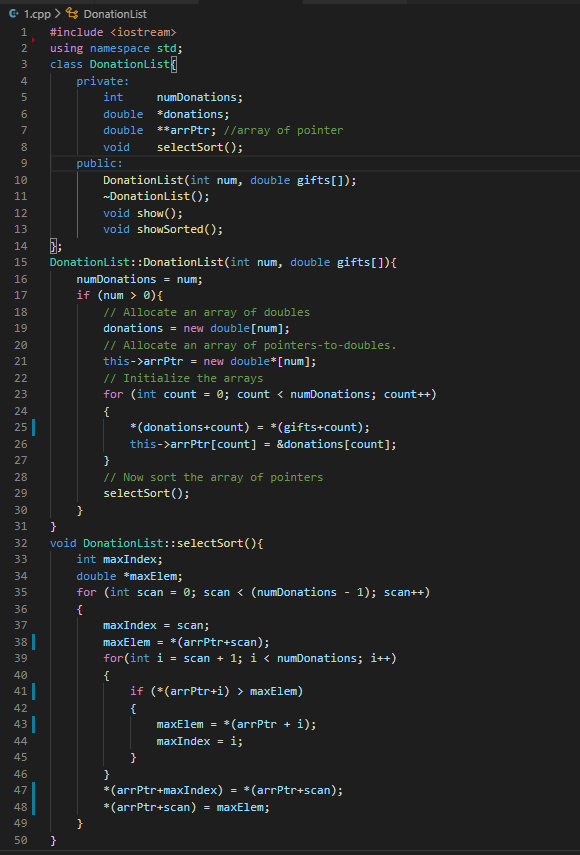 1.cpp > DonationList
1 #include <iostream>
2 using namespace std;
3 class DonationList{
4 private:
5 int numDonations;
6 double *donations;
7 double **arrPtr; //array of pointer
8 void selectSort();
9 public:
10 DonationList(int num, double gifts[]);
11 ~DonationList();
12 void show();
13 void showSorted();
14 };
15 DonationList::DonationList(int num, double gifts[]){
16 numDonations = num;
17 if (num > 0){
18 // Allocate an array of doubles
19 donations = new double[num];
20 // Allocate an array of pointers-to-doubles.
21 this->arrPtr = new double*[num];
22 // Initialize the arrays
23 for (int count = 0; count < numDonations; count++)
24 {
25 *(donations+count) = *(gifts+count);
26 this->arrPtr[count] = &donations[count];
27 }
28 // Now sort the array of pointers
29 selectSort();
30 }
31 }
32 void DonationList::selectSort(){
33 int maxIndex;
34 double *maxElem;
35 for (int scan = 0; scan < (numDonations - 1); scan++)
36 {
37 maxIndex = scan;
38 maxElem = *(arrPtr+scan);
39 for(int i = scan + 1; i < numDonations; i++)
40 {
41 if (*(arrPtr+i) > maxElem)
42 {
43 maxElem = *(arrPtr + i);
44 maxIndex = i;
45 }
46 }
47 *(arrPtr+maxIndex) = *(arrPtr+scan);
48 *(arrPtr+scan) = maxElem;
49 }
50 }